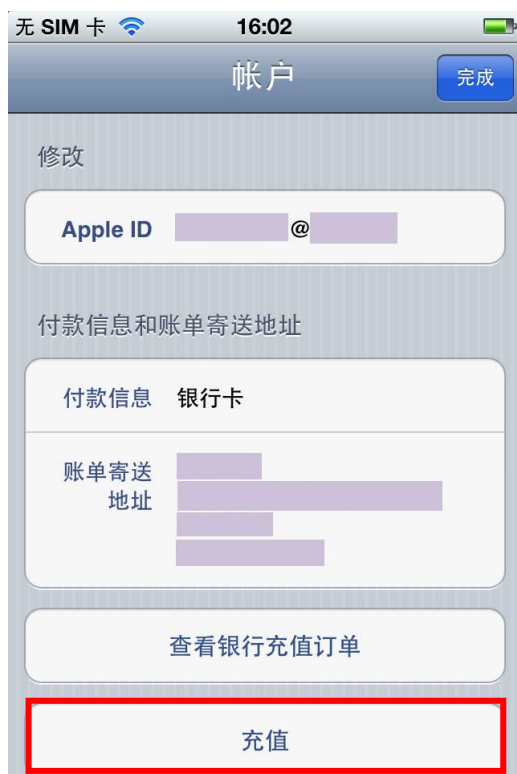 无 SIM 卡 16:02
帐户 完成
修改
Apple ID @
付款信息和账单寄送地址
付款信息 银行卡
账单寄送
地址
查看银行充值订单
充值